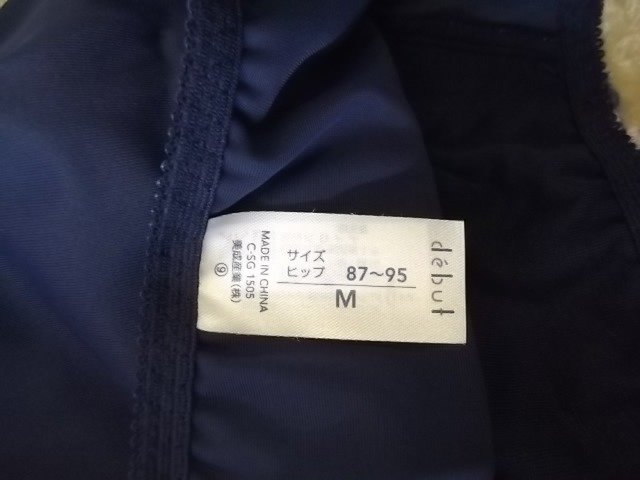 début
サイズ
ヒップ 87～95
M
MADE IN CHINA
C-SG 1505
美成産業(株)
⑨